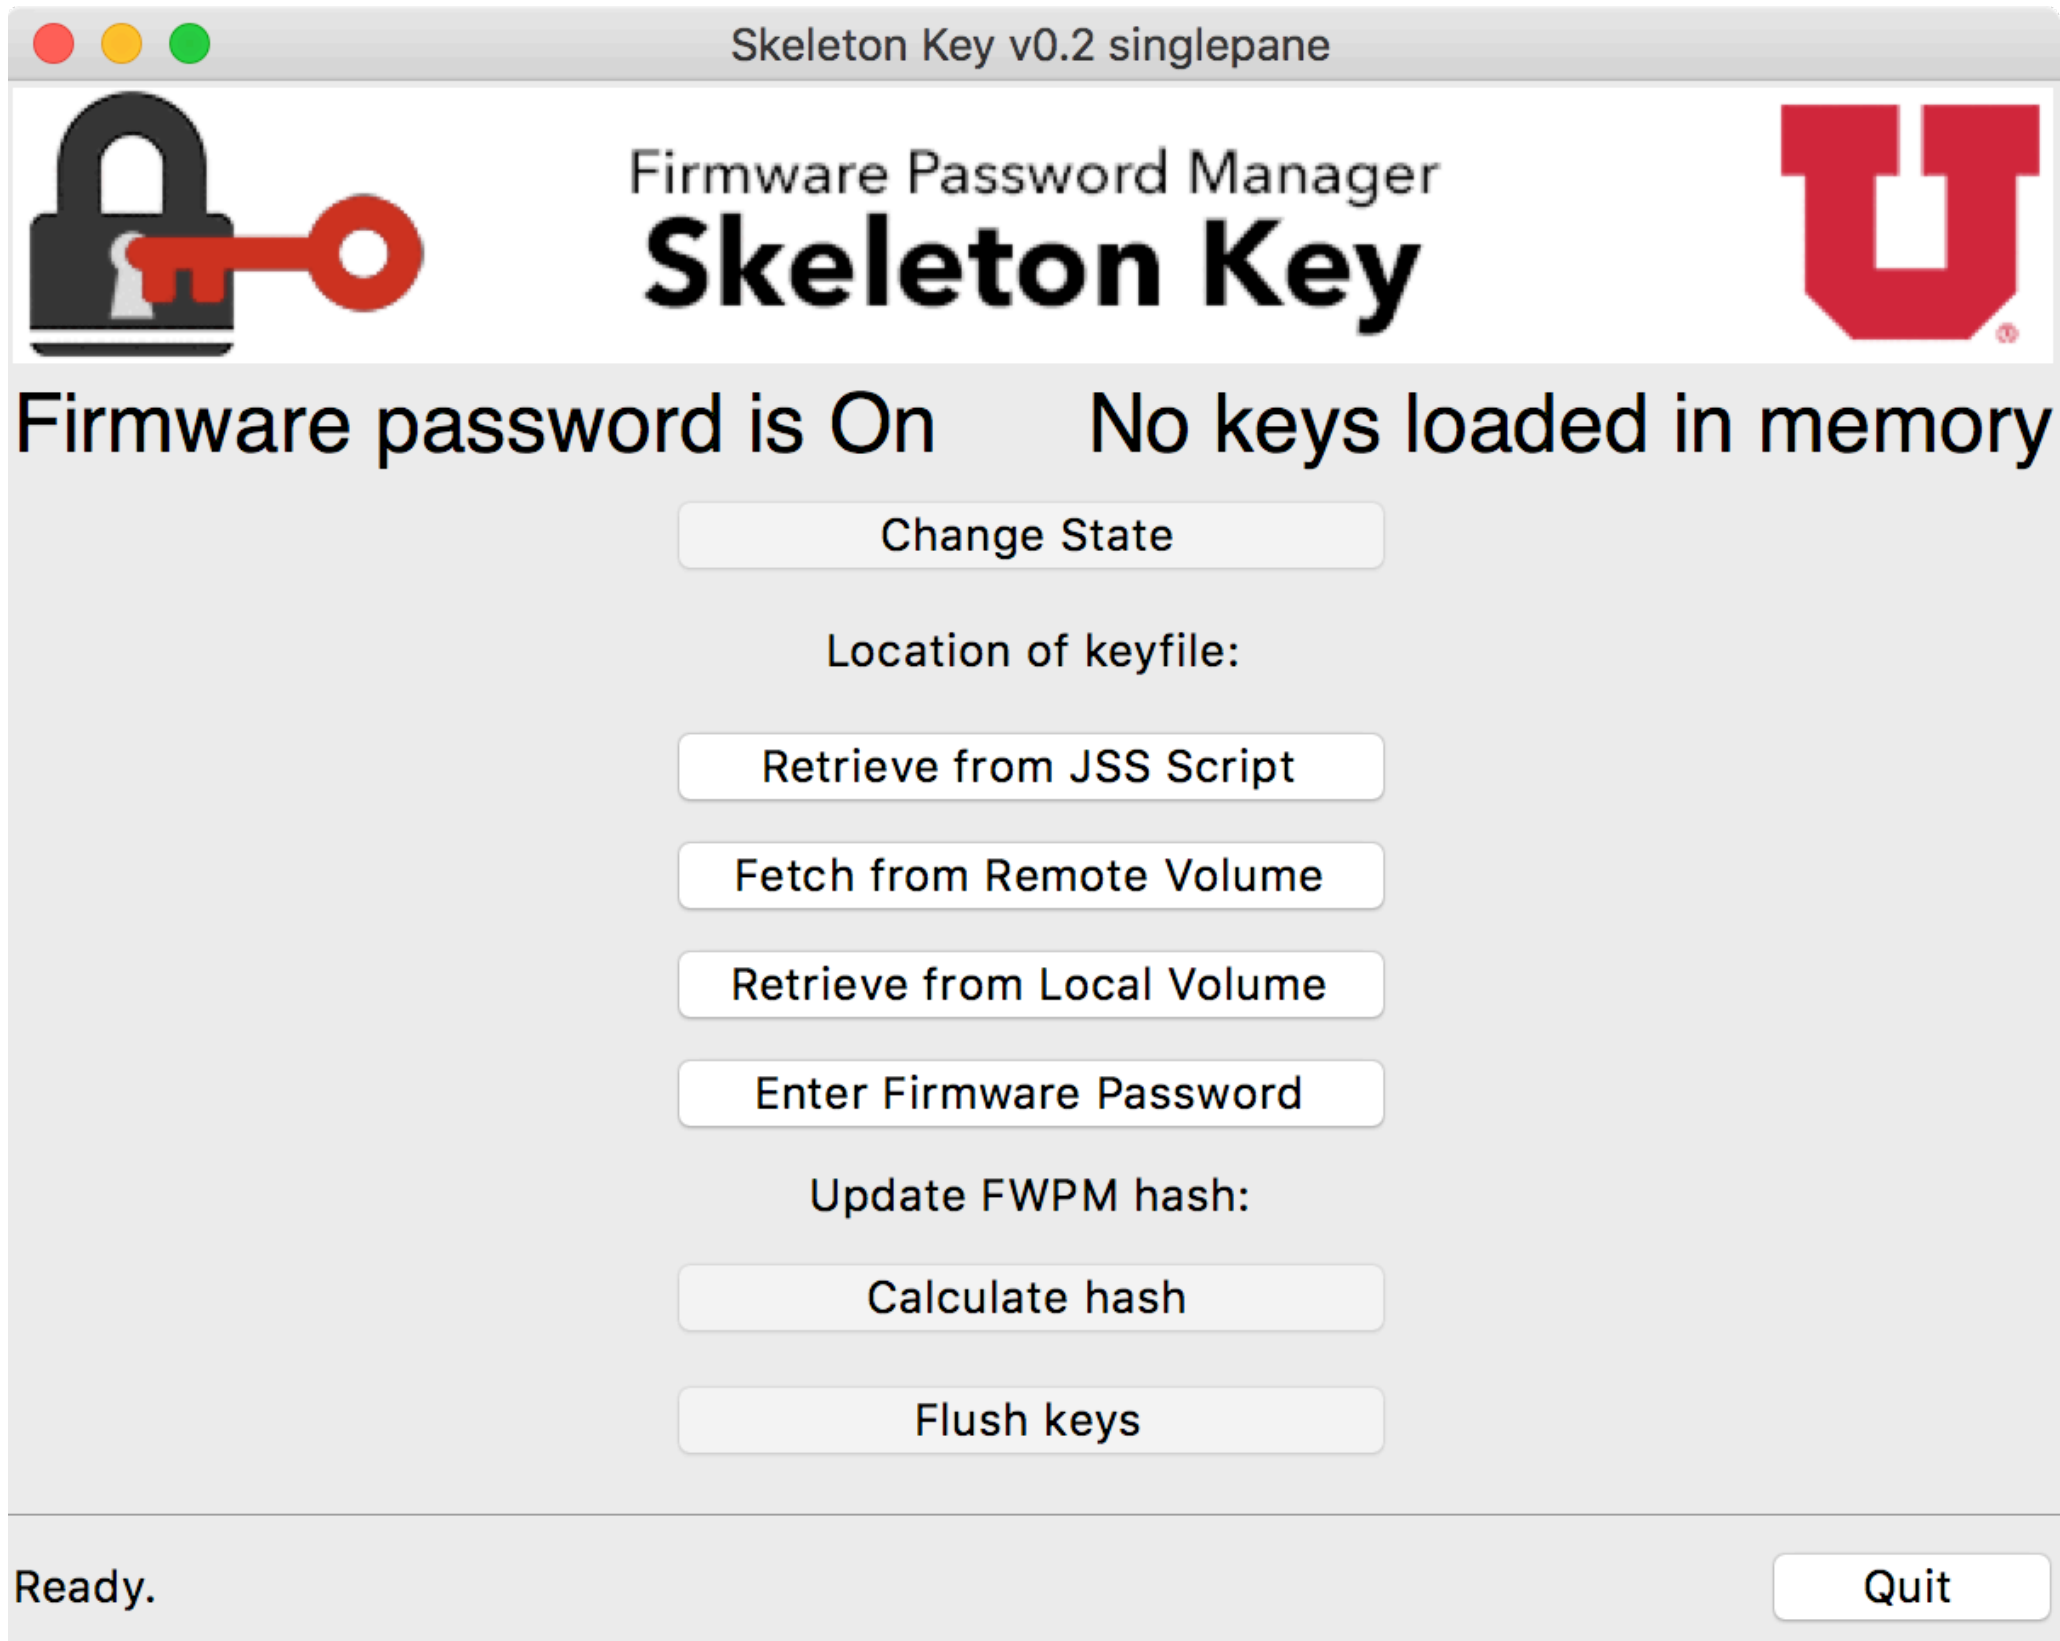 Skeleton Key v0.2 singlepane
Firmware Password Manager
Skeleton Key
U
®
Firmware password is On
No keys loaded in memory
Change State
Location of keyfile:
Retrieve from JSS Script
Fetch from Remote Volume
Retrieve from Local Volume
Enter Firmware Password
Update FWPM hash:
Calculate hash
Flush keys
Ready.
Quit